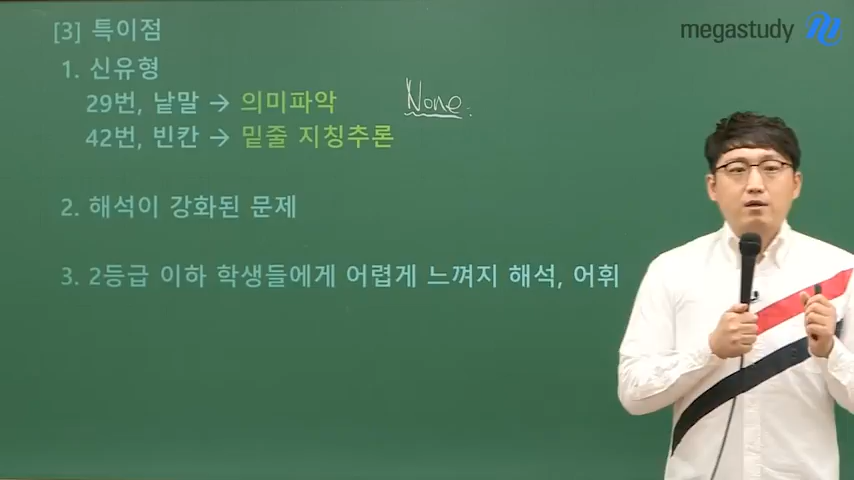 megastudy
[3] 특이점
1. 신유형
29번, 낱말 → 의미파악
None.
42번, 빈칸 → 밑줄 지칭추론
2. 해석이 강화된 문제
3. 2등급 이하 학생들에게 어렵게 느껴지 해석, 어휘